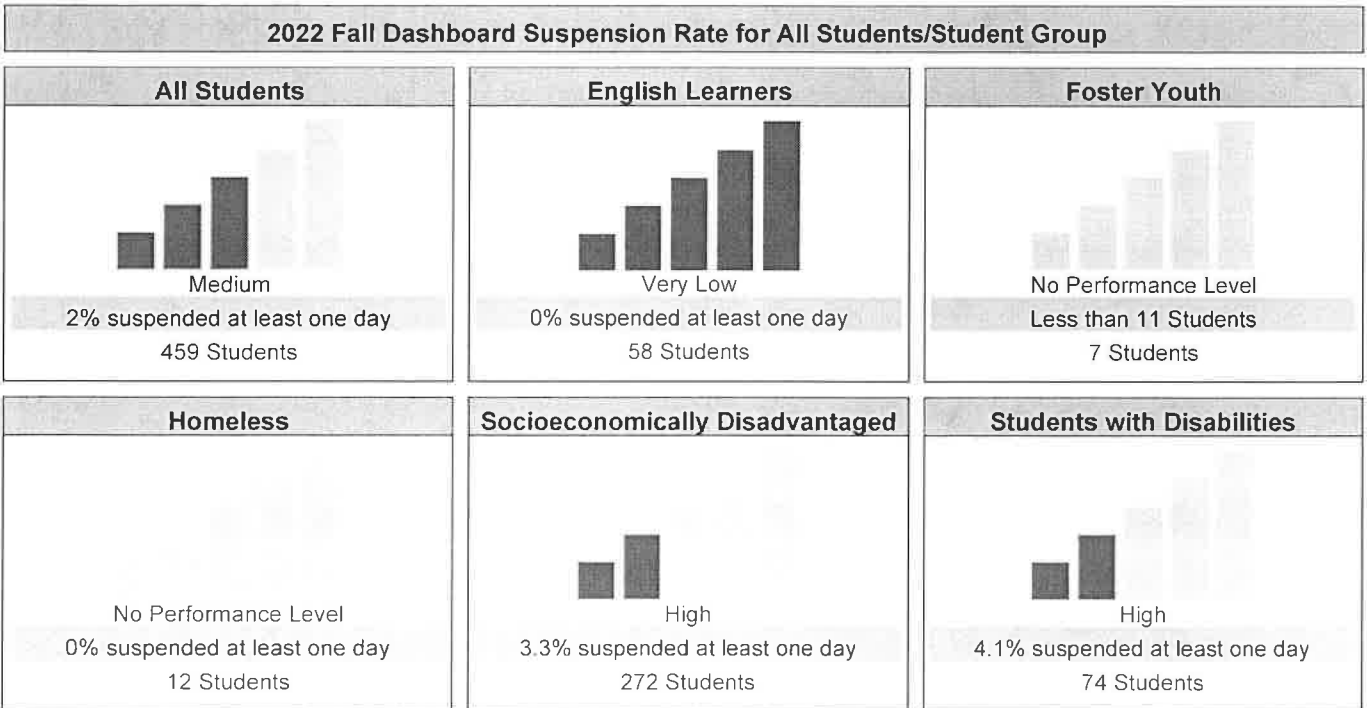 2022 Fall Dashboard Suspension Rate for All Students/Student Group
All Students
Medium
2% suspended at least one day
459 Students
English Learners
Very Low
0% suspended at least one day
58 Students
Foster Youth
No Performance Level
Less than 11 Students
7 Students
Homeless
No Performance Level
0% suspended at least one day
12 Students
Socioeconomically Disadvantaged
High
3.3% suspended at least one day
272 Students
Students with Disabilities
High
4.1% suspended at least one day
74 Students